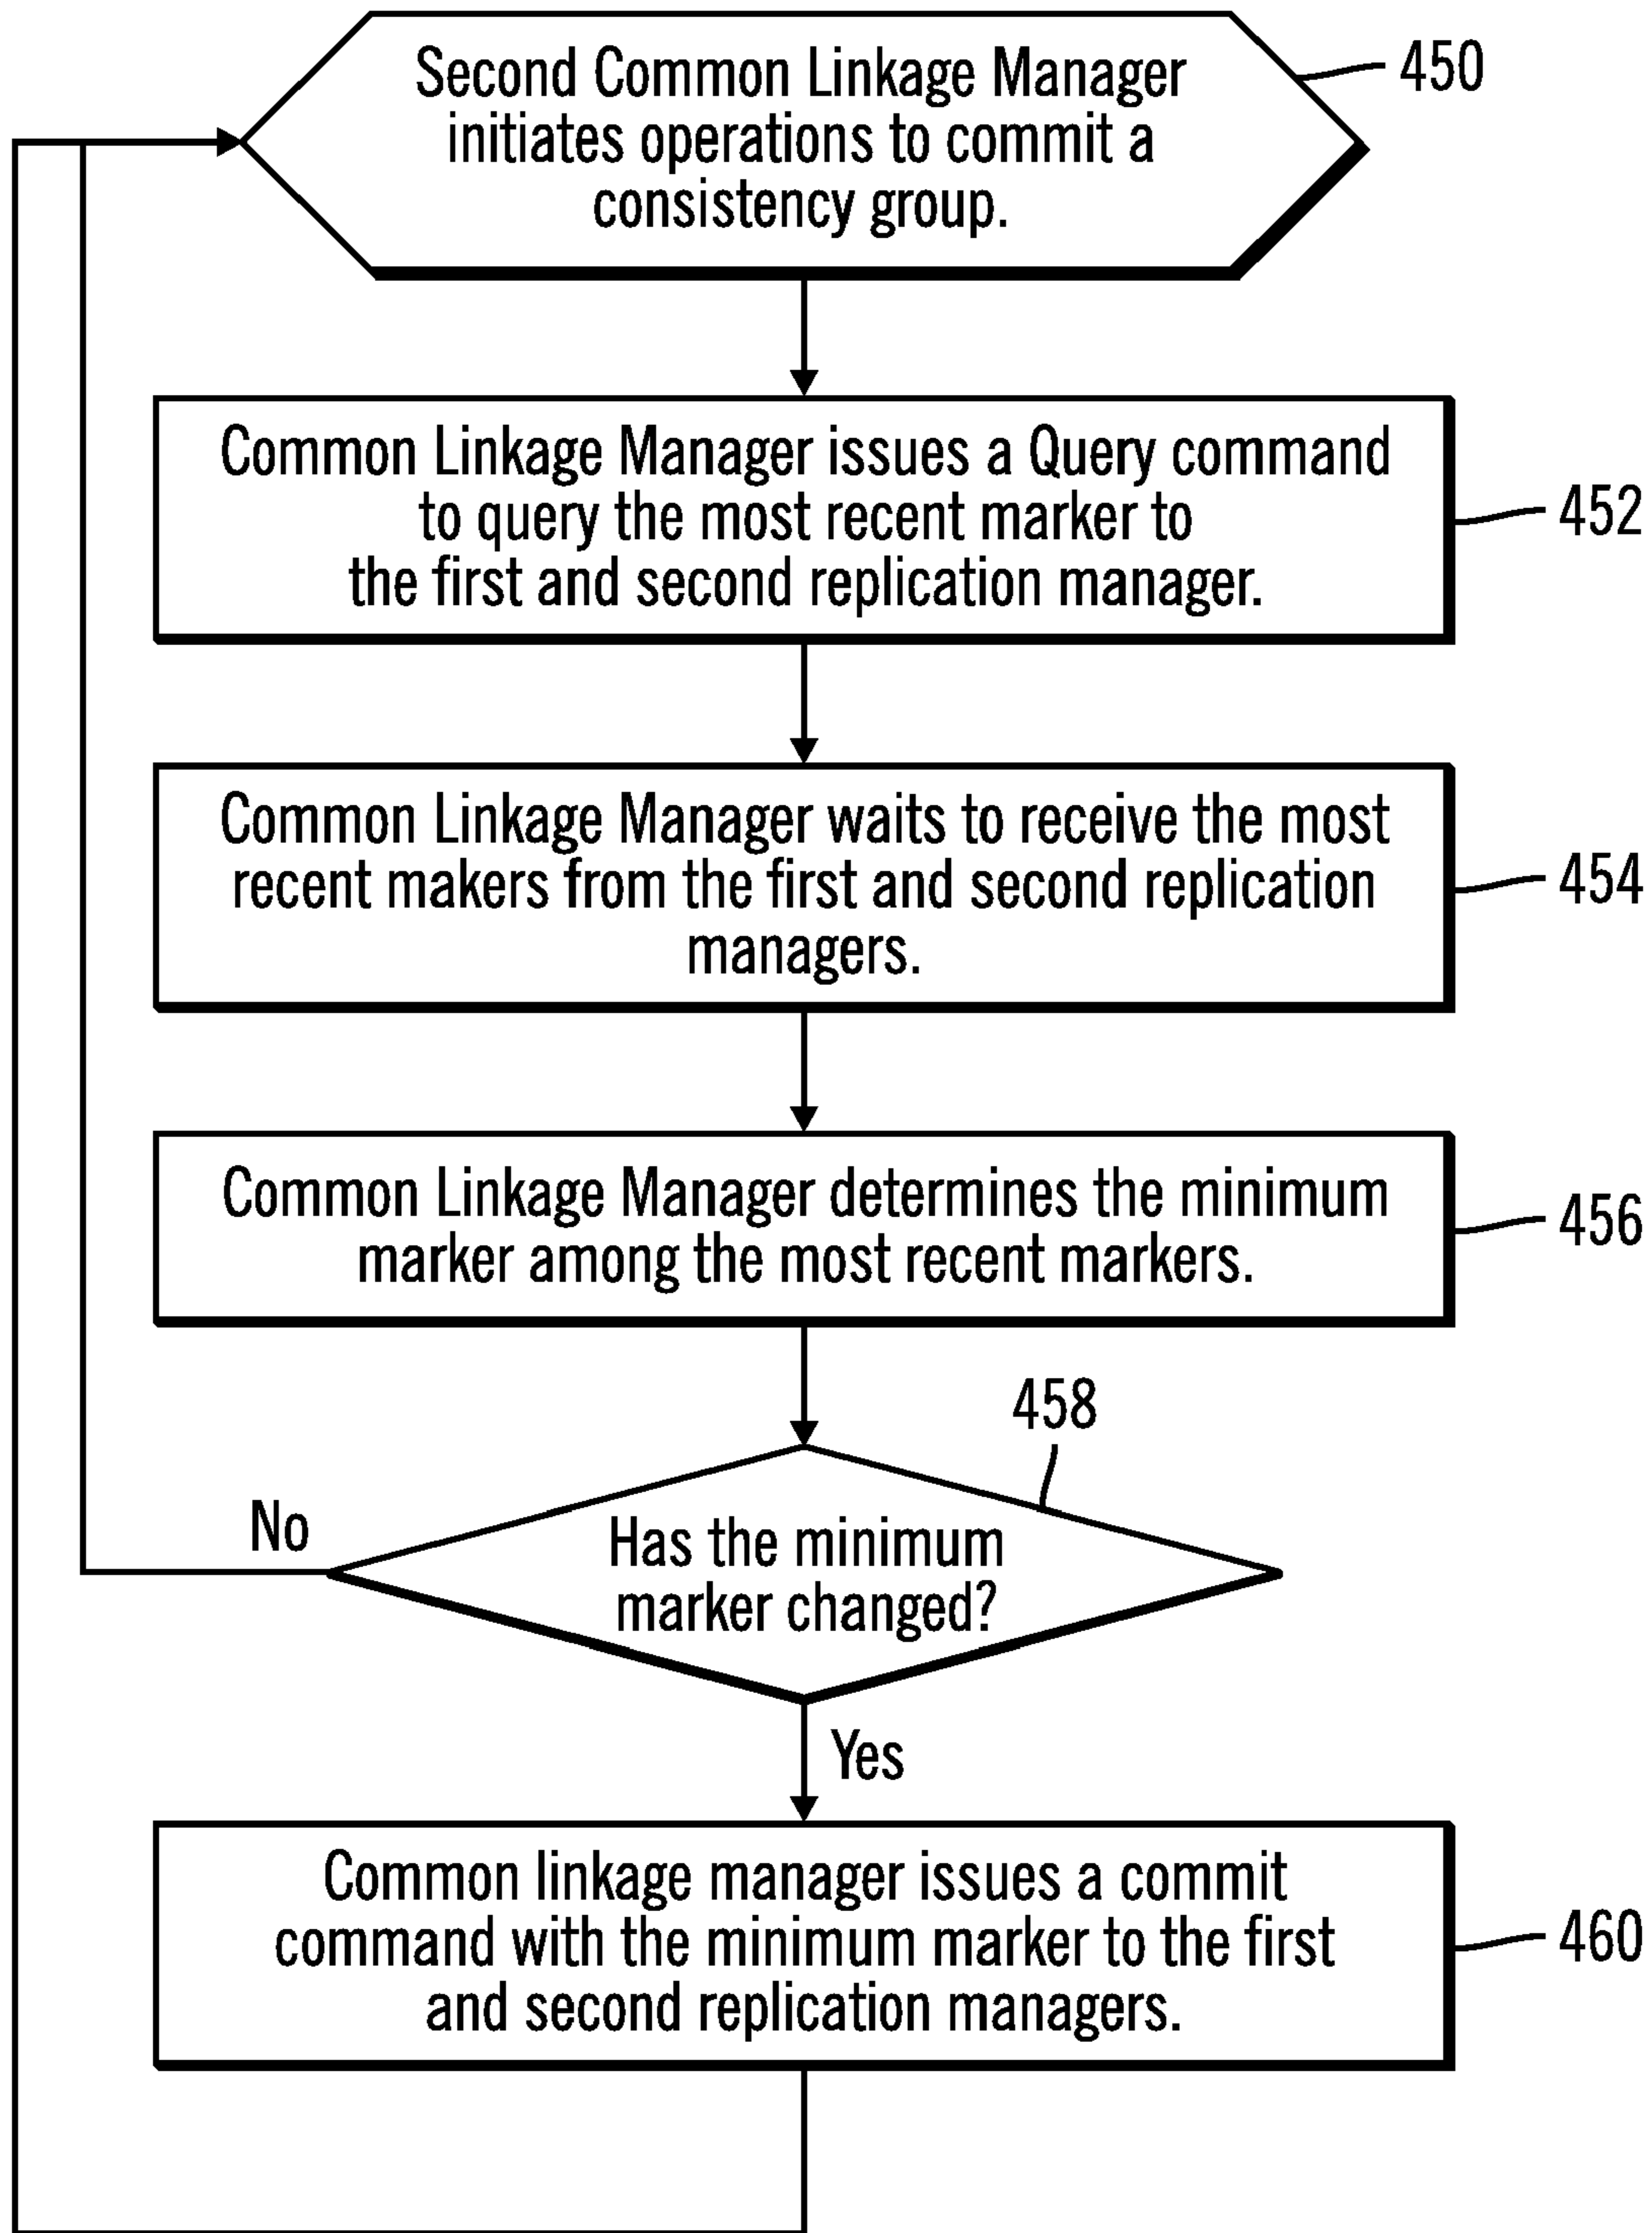 Second Common Linkage Manager
initiates operations to commit a
consistency group.
450
Common Linkage Manager issues a Query command
to query the most recent marker to
the first and second replication manager.
452
Common Linkage Manager waits to receive the most
recent makers from the first and second replication
managers.
454
Common Linkage Manager determines the minimum
marker among the most recent markers.
456
458
No
Has the minimum
marker changed?
Yes
Common linkage manager issues a commit
command with the minimum marker to the first
and second replication managers.
460